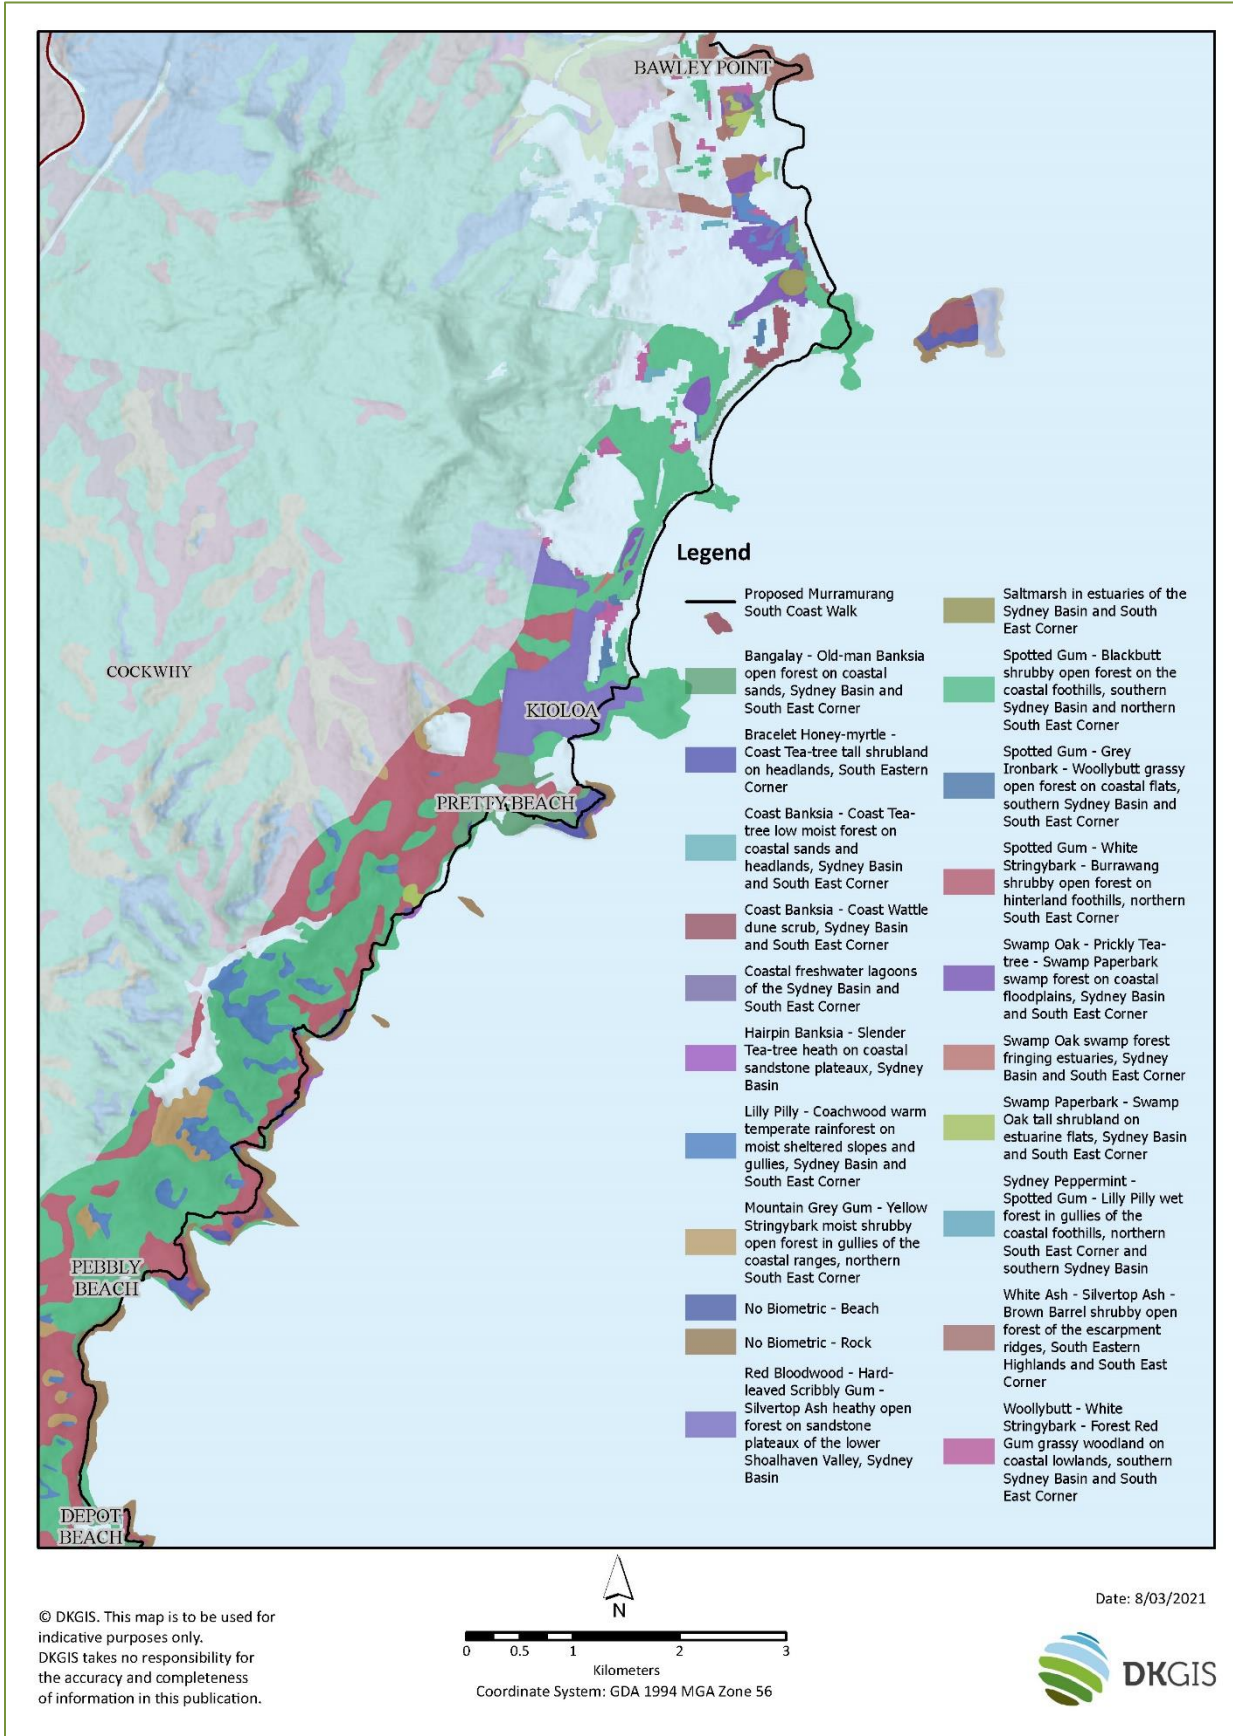 BAWLEY POINT
COCKWHY
KIOLOA
PRETTY BEACH
PEBBLY
BEACH
DEPOT
BEACH
Legend
Proposed Murramurang
South Coast Walk
Bangalay - Old-man Banksia
open forest on coastal
sands, Sydney Basin and
South East Corner
Bracelet Honey-myrtle -
Coast Tea-tree tall shrubland
on headlands, South Eastern
Corner
Coast Banksia - Coast Tea-
tree low moist forest on
coastal sands and
headlands, Sydney Basin
and South East Corner
Coast Banksia - Coast Wattle
dune scrub, Sydney Basin
and South East Corner
Coastal freshwater lagoons
of the Sydney Basin and
South East Corner
Hairpin Banksia - Slender
Tea-tree heath on coastal
sandstone plateaux, Sydney
Basin
Lilly Pilly - Coachwood warm
temperate rainforest on
moist sheltered slopes and
gullies, Sydney Basin and
South East Corner
Mountain Grey Gum - Yellow
Stringybark moist shrubby
open forest in gullies of the
coastal ranges, northern
South East Corner
No Biometric - Beach
No Biometric - Rock
Red Bloodwood - Hard-
leaved Scribbly Gum -
Silvertop Ash heathy open
forest on sandstone
plateaux of the lower
Shoalhaven Valley, Sydney
Basin
Saltmarsh in estuaries of the
Sydney Basin and South
East Corner
Spotted Gum - Blackbutt
shrubby open forest on the
coastal foothills, southern
Sydney Basin and northern
South East Corner
Spotted Gum - Grey
Ironbark - Woollybutt grassy
open forest on coastal flats,
southern Sydney Basin and
South East Corner
Spotted Gum - White
Stringybark - Burrawang
shrubby open forest on
hinterland foothills, northern
South East Corner
Swamp Oak - Prickly Tea-
tree - Swamp Paperbark
swamp forest on coastal
floodplains, Sydney Basin
and South East Corner
Swamp Oak swamp forest
fringing estuaries, Sydney
Basin and South East Corner
Swamp Paperbark - Swamp
Oak tall shrubland on
estuarine flats, Sydney Basin
and South East Corner
Sydney Peppermint -
Spotted Gum - Lilly Pilly wet
forest in gullies of the
coastal foothills, northern
South East Corner and
southern Sydney Basin
White Ash - Silvertop Ash -
Brown Barrel shrubby open
forest of the escarpment
ridges, South Eastern
Highlands and South East
Corner
Woollybutt - White
Stringybark - Forest Red
Gum grassy woodland on
coastal lowlands, southern
Sydney Basin and South
East Corner
© DKGIS. This map is to be used for
indicative purposes only.
DKGIS takes no responsibility for
the accuracy and completeness
of information in this publication.
N
0 0.5 1 2 3
Kilometers
Coordinate System: GDA 1994 MGA Zone 56
Date: 8/03/2021
DKGIS